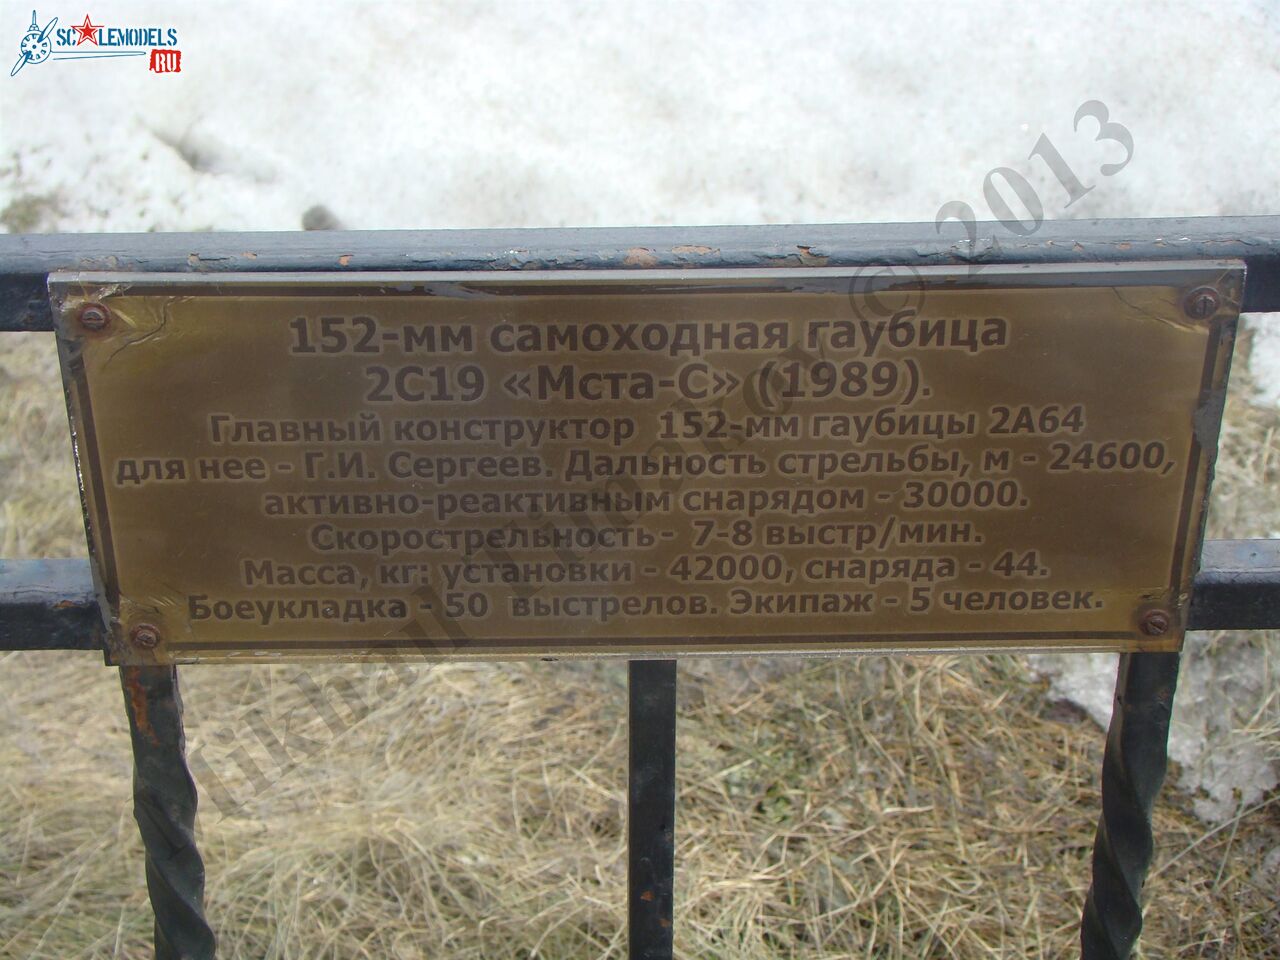 SCALEMODELS
RU
152-мм самоходная гаубица
2С19 «Мста-С» (1989).
Главный конструктор 152-мм гаубицы 2А64
для нее - Г.И. Сергеев. Дальность стрельбы, м - 24600,
активно-реактивным снарядом - 30000.
Скорострельность - 7-8 выстр/мин.
Масса, кг: установки - 42000, снаряда - 44.
Боеукладка - 50 выстрелов. Экипаж - 5 человек.
Mikhail © 2013